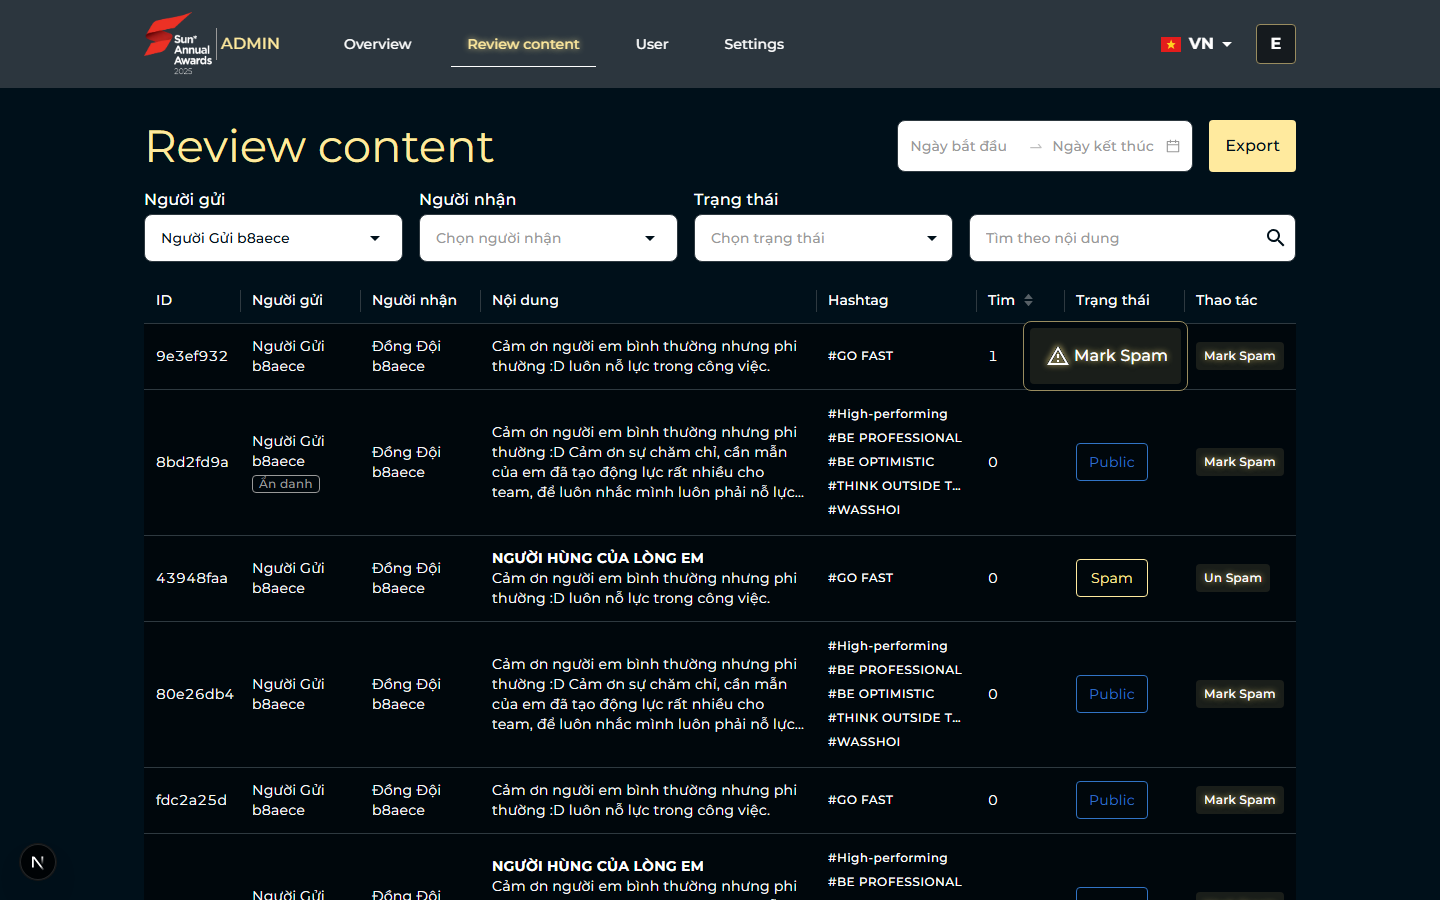 Sun* Annual Awards 2025
ADMIN
Overview
Review content
User
Settings
VN
E
Review content
Ngày bắt đầu
Ngày kết thúc
Export
Người gửi
Người nhận
Trạng thái
Người Gửi b8aece
Chọn người nhận
Chọn trạng thái
Tìm theo nội dung
ID
Người gửi
Người nhận
Nội dung
Hashtag
Tim
Trạng thái
Thao tác
9e3ef932
Người Gửi
b8aece
Đồng Đội
b8aece
Cảm ơn người em bình thường nhưng phi
thường :D luôn nỗ lực trong công việc.
#GO FAST
1
Mark Spam
Mark Spam
8bd2fd9a
Người Gửi
b8aece
Ẩn danh
Đồng Đội
b8aece
Cảm ơn người em bình thường nhưng phi
thường :D Cảm ơn sự chăm chỉ, cần mẫn
của em đã tạo động lực rất nhiều cho
team, để luôn nhắc mình luôn phải nỗ lực...
#High-performing
#BE PROFESSIONAL
#BE OPTIMISTIC
#THINK OUTSIDE T...
#WASSHOI
0
Public
Mark Spam
43948faa
Người Gửi
b8aece
Đồng Đội
b8aece
NGƯỜI HÙNG CỦA LÒNG EM
Cảm ơn người em bình thường nhưng phi
thường :D luôn nỗ lực trong công việc.
#GO FAST
0
Spam
Un Spam
80e26db4
Người Gửi
b8aece
Đồng Đội
b8aece
Cảm ơn người em bình thường nhưng phi
thường :D Cảm ơn sự chăm chỉ, cần mẫn
của em đã tạo động lực rất nhiều cho
team, để luôn nhắc mình luôn phải nỗ lực...
#High-performing
#BE PROFESSIONAL
#BE OPTIMISTIC
#THINK OUTSIDE T...
#WASSHOI
0
Public
Mark Spam
fdc2a25d
Người Gửi
b8aece
Đồng Đội
b8aece
Cảm ơn người em bình thường nhưng phi
thường :D luôn nỗ lực trong công việc.
#GO FAST
0
Public
Mark Spam
Người Gửi
Đồng Đội
NGƯỜI HÙNG CỦA LÒNG EM
Cảm ơn người em bình thường nhưng phi
#High-performing
#BE PROFESSIONAL
N